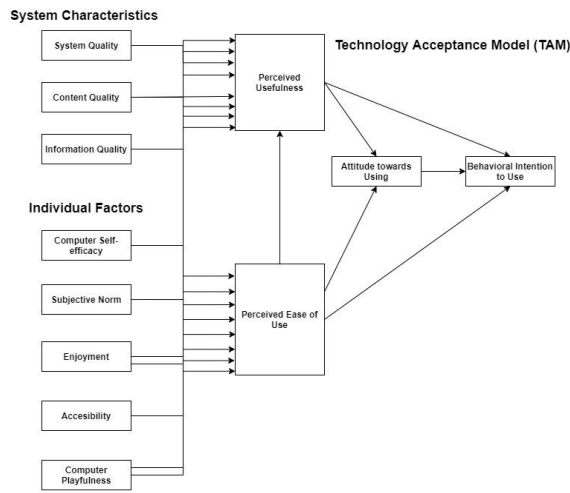 System Characteristics
System Quality
Content Quality
Information Quality
Individual Factors
Computer Self-
efficacy
Subjective Norm
Enjoyment
Accesibility
Computer
Playfulness
Perceived
Usefulness
Perceived Ease of
Use
Technology Acceptance Model (TAM)
Attitude towards
Using
Behavioral Intention
to Use